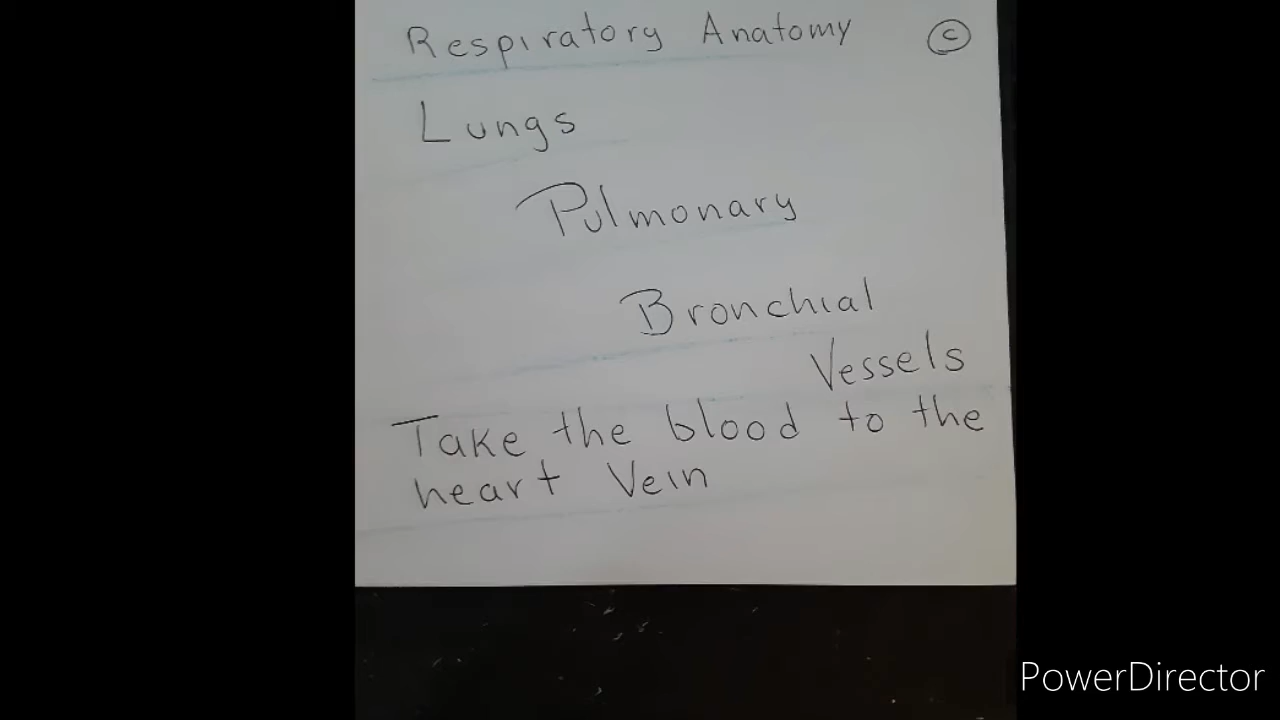 Respiratory Anatomy ©
Lungs
Pulmonary
Bronchial
Vessels
Take the blood to the
heart Vein
PowerDirector